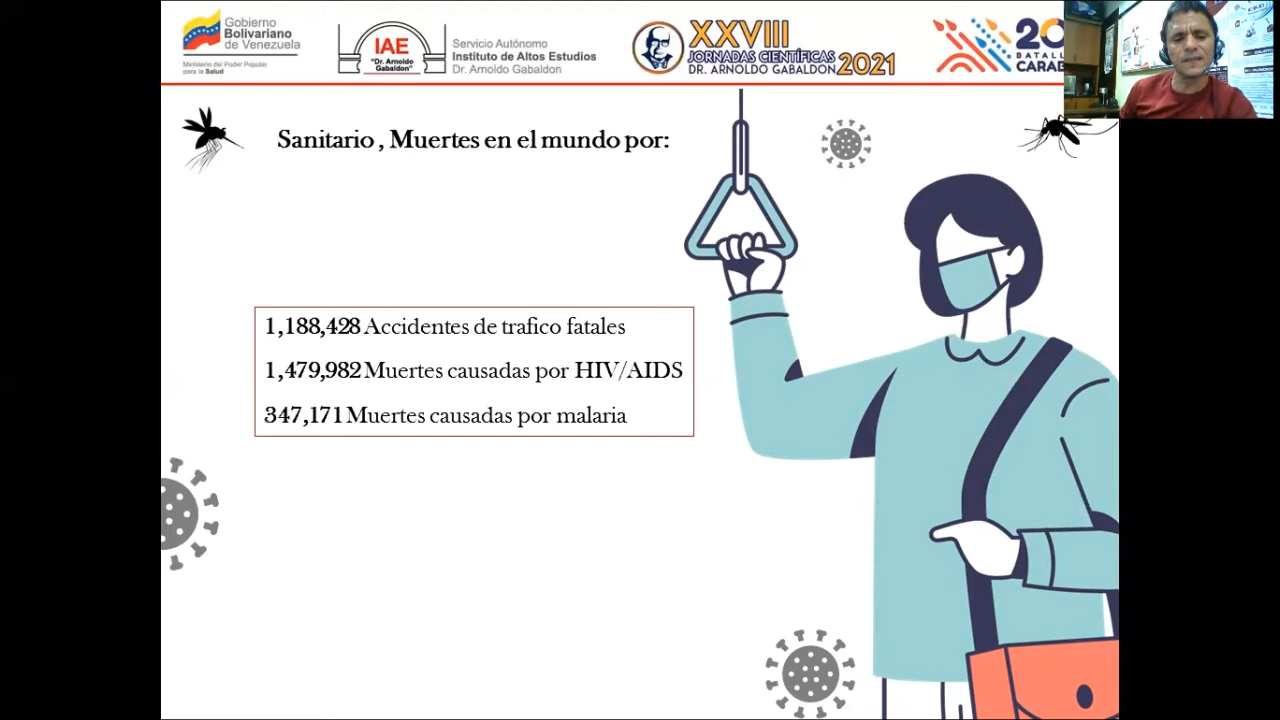 Gobierno
Bolivariano
de Venezuela
Ministerio del Poder Popular
para la Salud
IAE
"Dr. Arnoldo
Gabaldon"
Servicio Autónomo
Instituto de Altos Estudios
Dr. Arnoldo Gabaldon
XXVIII
JORNADAS CIENTÍFICAS
DR. ARNOLDO GABALDON 2021
20
BATALL
CARAB
Sanitario , Muertes en el mundo por:
1,188,428 Accidentes de trafico fatales
1,479,982 Muertes causadas por HIV/AIDS
347,171 Muertes causadas por malaria